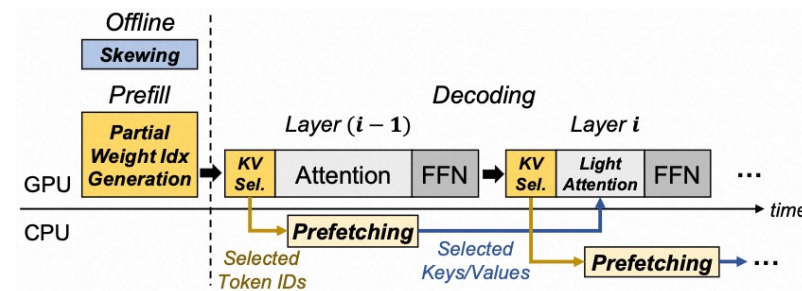 Offline
Skewing
Prefill
Decoding
Partial
Weight Idx
Generation
Layer (i − 1)
Layer i
KV
Sel.
Attention
FFN
KV
Sel.
Light
Attention
FFN
...
GPU
time
CPU
Prefetching
Selected
Token IDs
Selected
Keys/Values
Prefetching
...